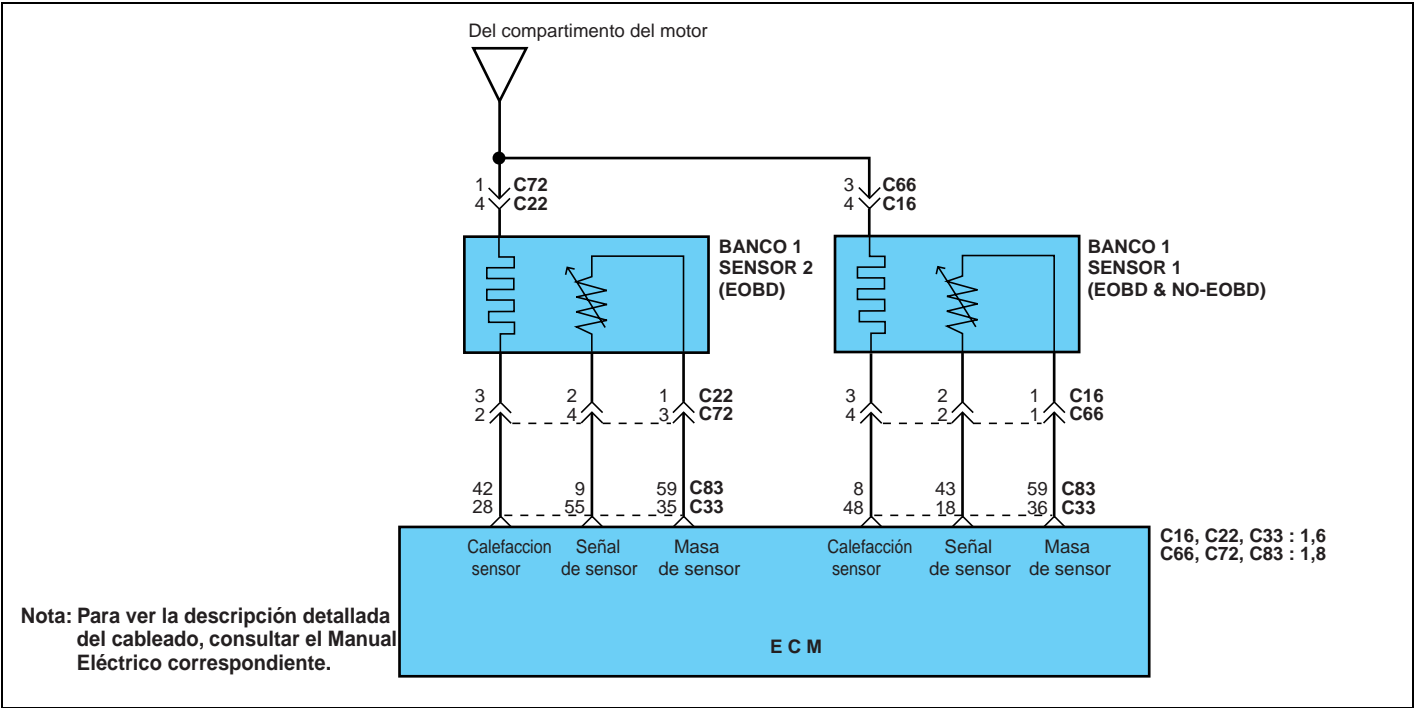 Del compartimento del motor
1 C72
4 C22
3 C66
4 C16
BANCO 1
SENSOR 2
(EOBD)
BANCO 1
SENSOR 1
(EOBD & NO-EOBD)
3 2 1 C22
2 4 3 C72
3 2 1 C16
4 2 1 C66
42 9 59 C83
28 55 35 C33
8 43 59 C83
48 18 36 C33
Calefaccion
sensor
Señal
de sensor
Masa
de sensor
Calefacción
sensor
Señal
de sensor
Masa
de sensor
C16, C22, C33 : 1,6
C66, C72, C83 : 1,8
E C M
Nota: Para ver la descripción detallada
del cableado, consultar el Manual
Eléctrico correspondiente.